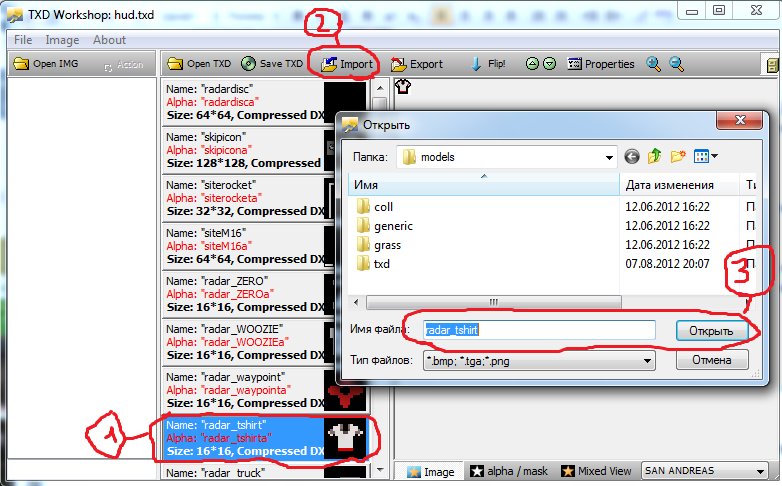 TXD Workshop: hud.txd
2
File Image About
Open IMG Action Open TXD Save TXD Import Export Flip! Properties
Name: "radardisc"
Alpha: "radardisca"
Size: 64*64, Compressed DX
Name: "skipicon"
Alpha: "skipicona"
Size: 128*128, Compressed
Name: "siterocket"
Alpha: "siterocketa"
Size: 32*32, Compressed DX
Name: "siteM16"
Alpha: "siteM16a"
Size: 64*64, Compressed DX
Name: "radar_ZERO"
Alpha: "radar_ZEROa"
Size: 16*16, Compressed DX
Name: "radar_WOOZIE"
Alpha: "radar_WOOZIEa"
Size: 16*16, Compressed DX
Name: "radar_waypoint"
Alpha: "radar_waypointa"
Size: 16*16, Compressed DX
1
Name: "radar_tshirt"
Alpha: "radar_tshirta"
Size: 16*16, Compressed DX
Name: "radar_truck"
Открыть
Папка: models
Имя Дата изменения Ти
coll 12.06.2012 16:22 П
generic 12.06.2012 16:22 П
grass 12.06.2012 16:22 П
txd 07.08.2012 20:07 П
3
Имя файла: radar_tshirt Открыть
Тип файлов: *.bmp; *.tga;*.png Отмена
Image alpha / mask Mixed View SAN ANDREAS